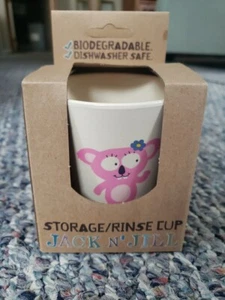 BIODEGRADABLE.
DISHWASHER SAFE.
STORAGE/RINSE CUP
JACK N' JILL